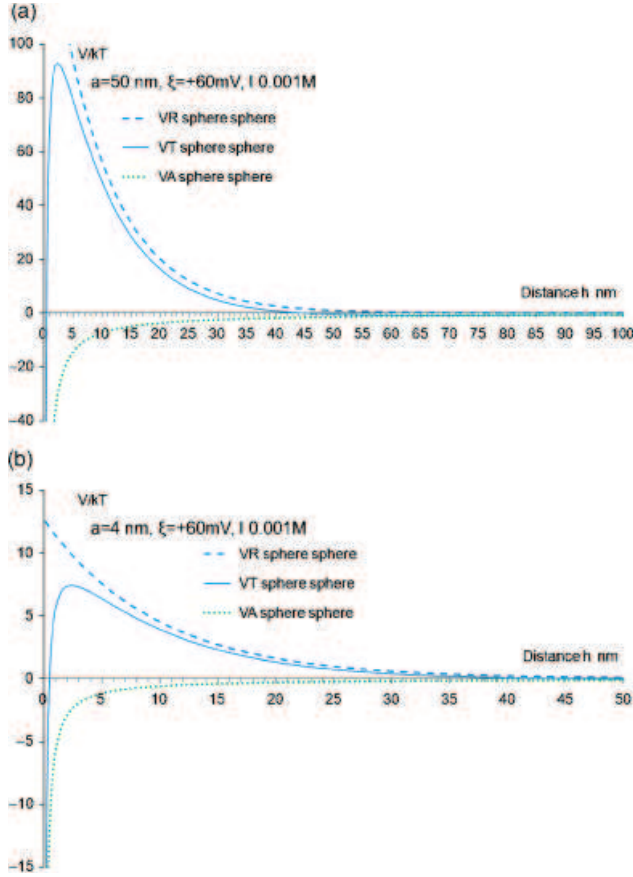 (a)
V/kT
a=50 nm, ξ=+60mV, I 0.001M
VR sphere sphere
VT sphere sphere
VA sphere sphere
100
80
60
40
20
0
−20
−40
Distance h nm
0 5 10 15 20 25 30 35 40 45 50 55 60 65 70 75 80 85 90 95 100
(b)
V/kT
a=4 nm, ξ=+60mV, I 0.001M
VR sphere sphere
VT sphere sphere
VA sphere sphere
15
10
5
0
−5
−10
−15
Distance h nm
0 5 10 15 20 25 30 35 40 45 50